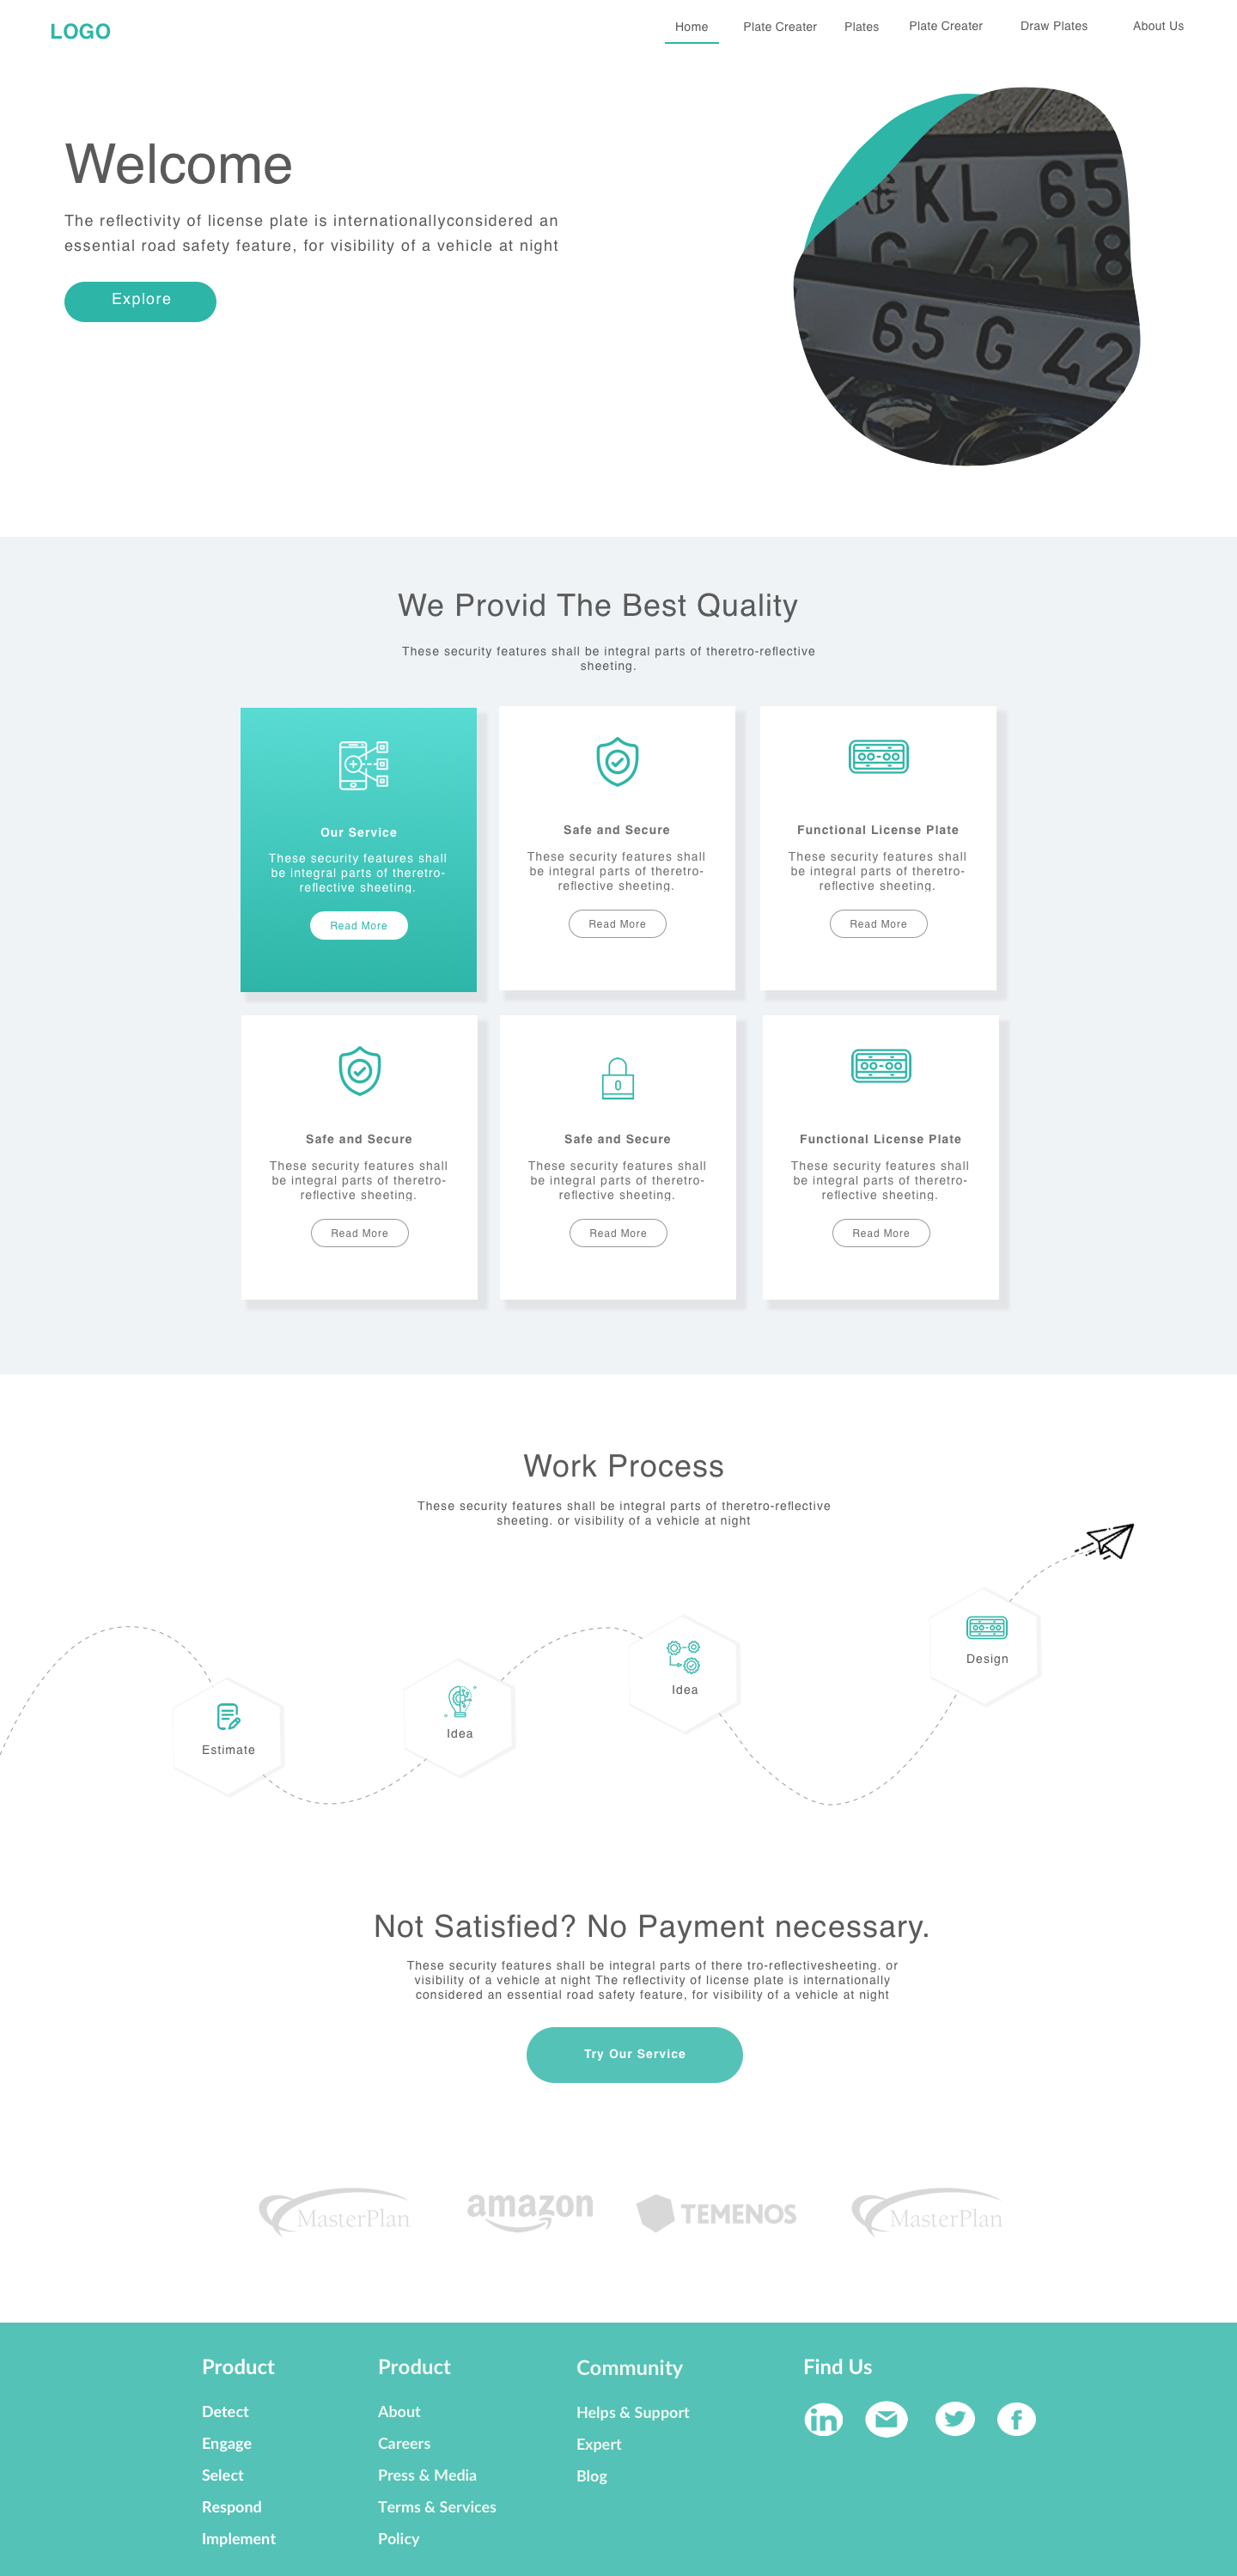 LOGO
Home Plate Creater Plates Plate Creater Draw Plates About Us
Welcome
The reflectivity of license plate is internationallyconsidered an
essential road safety feature, for visibility of a vehicle at night
Explore
KL 65
G 4218
65 G 42
We Provid The Best Quality
These security features shall be integral parts of theretro-reflective
sheeting.
Our Service
These security features shall
be integral parts of theretro-
reflective sheeting.
Read More
Safe and Secure
These security features shall
be integral parts of theretro-
reflective sheeting.
Read More
Functional License Plate
These security features shall
be integral parts of theretro-
reflective sheeting.
Read More
Safe and Secure
These security features shall
be integral parts of theretro-
reflective sheeting.
Read More
Safe and Secure
These security features shall
be integral parts of theretro-
reflective sheeting.
Read More
Functional License Plate
These security features shall
be integral parts of theretro-
reflective sheeting.
Read More
Work Process
These security features shall be integral parts of theretro-reflective
sheeting. or visibility of a vehicle at night
Estimate
Idea
Idea
Design
Not Satisfied? No Payment necessary.
These security features shall be integral parts of there tro-reflectivesheeting. or
visibility of a vehicle at night The reflectivity of license plate is internationally
considered an essential road safety feature, for visibility of a vehicle at night
Try Our Service
MasterPlan amazon TEMENOS MasterPlan
Product
Detect
Engage
Select
Respond
Implement
Product
About
Careers
Press & Media
Terms & Services
Policy
Community
Helps & Support
Expert
Blog
Find Us
in f